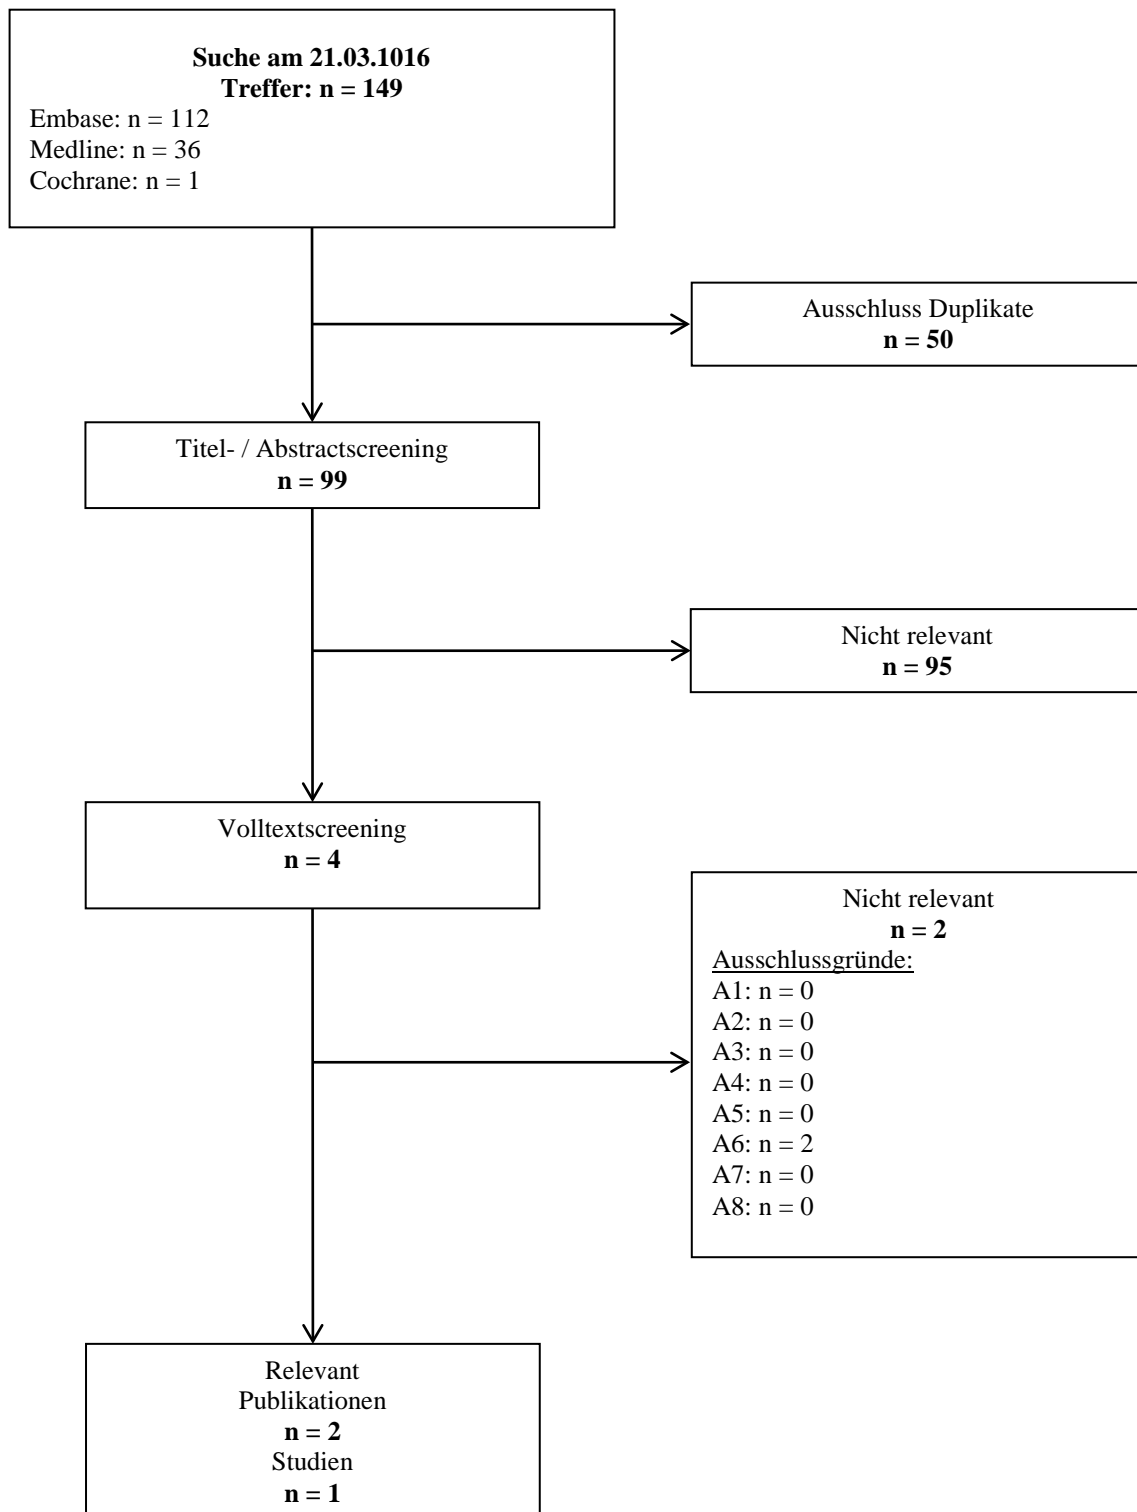 Suche am 21.03.1016
Treffer: n = 149
Embase: n = 112
Medline: n = 36
Cochrane: n = 1
Ausschluss Duplikate
n = 50
Titel- / Abstractscreening
n = 99
Nicht relevant
n = 95
Volltextscreening
n = 4
Nicht relevant
n = 2
Ausschlussgründe:
A1: n = 0
A2: n = 0
A3: n = 0
A4: n = 0
A5: n = 0
A6: n = 2
A7: n = 0
A8: n = 0
Relevant
Publikationen
n = 2
Studien
n = 1